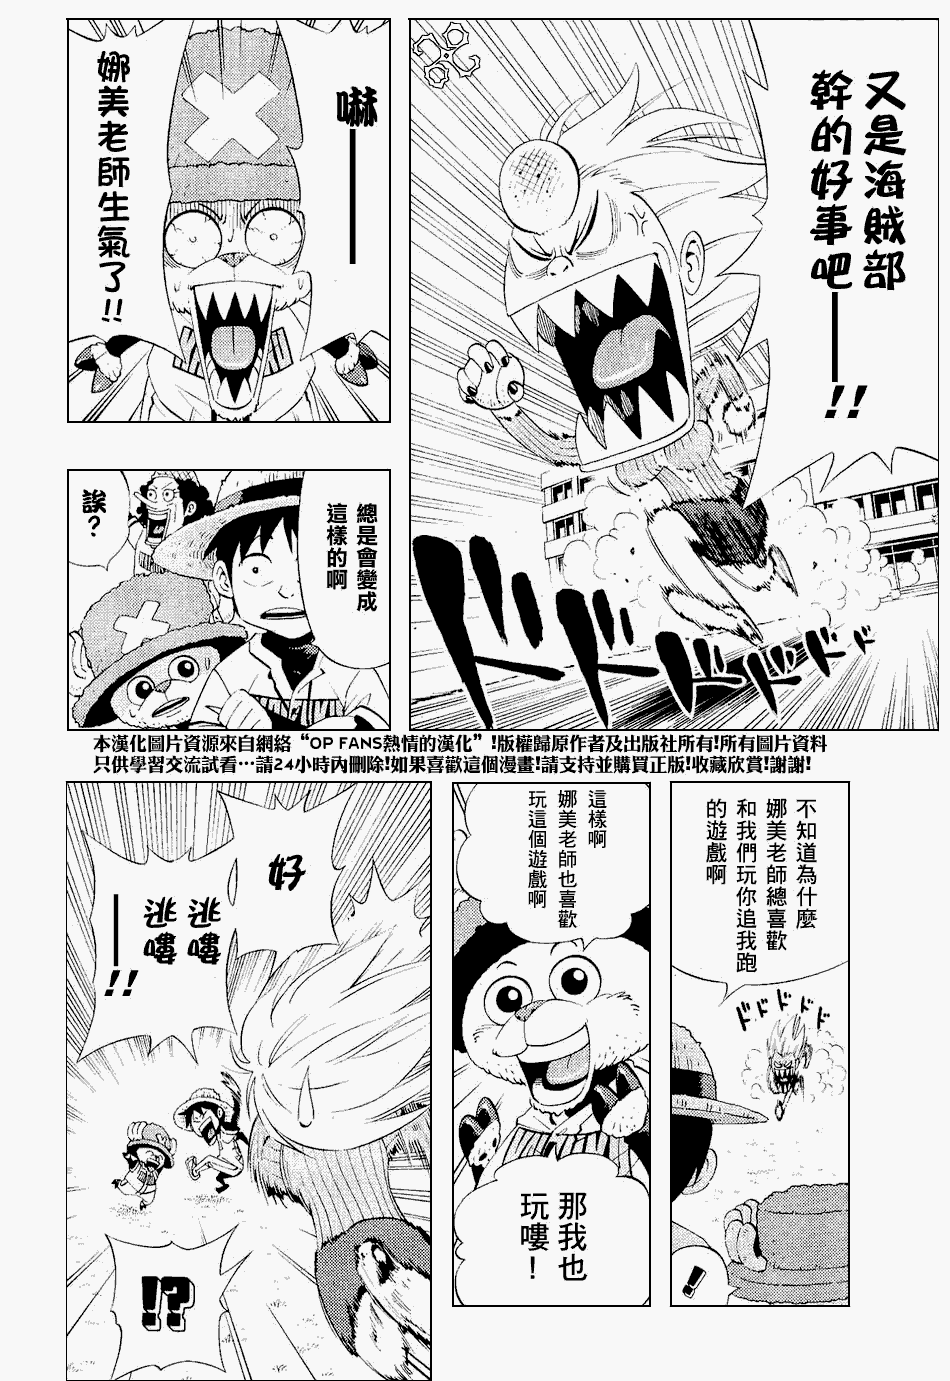 又是海賊部
幹的好事吧——!!
嚇——
娜美老師生氣了!!
ドドドドドド
總是會變成
這樣的啊
誒?
本漢化圖片資源來自網絡“OP FANS熱情的漢化”!版權歸原作者及出版社所有!所有圖片資料
只供學習交流試看…請24小時內刪除!如果喜歡這個漫畫!請支持並購買正版!收藏欣賞!謝謝!
不知道為什麼
娜美老師總喜歡
和我們玩你追我跑
的遊戲啊
ドドドドド
!
這樣啊
娜美老師也喜歡
玩這個遊戲啊
那我也
玩嘍!
好
逃嘍
逃嘍
——!!
!?